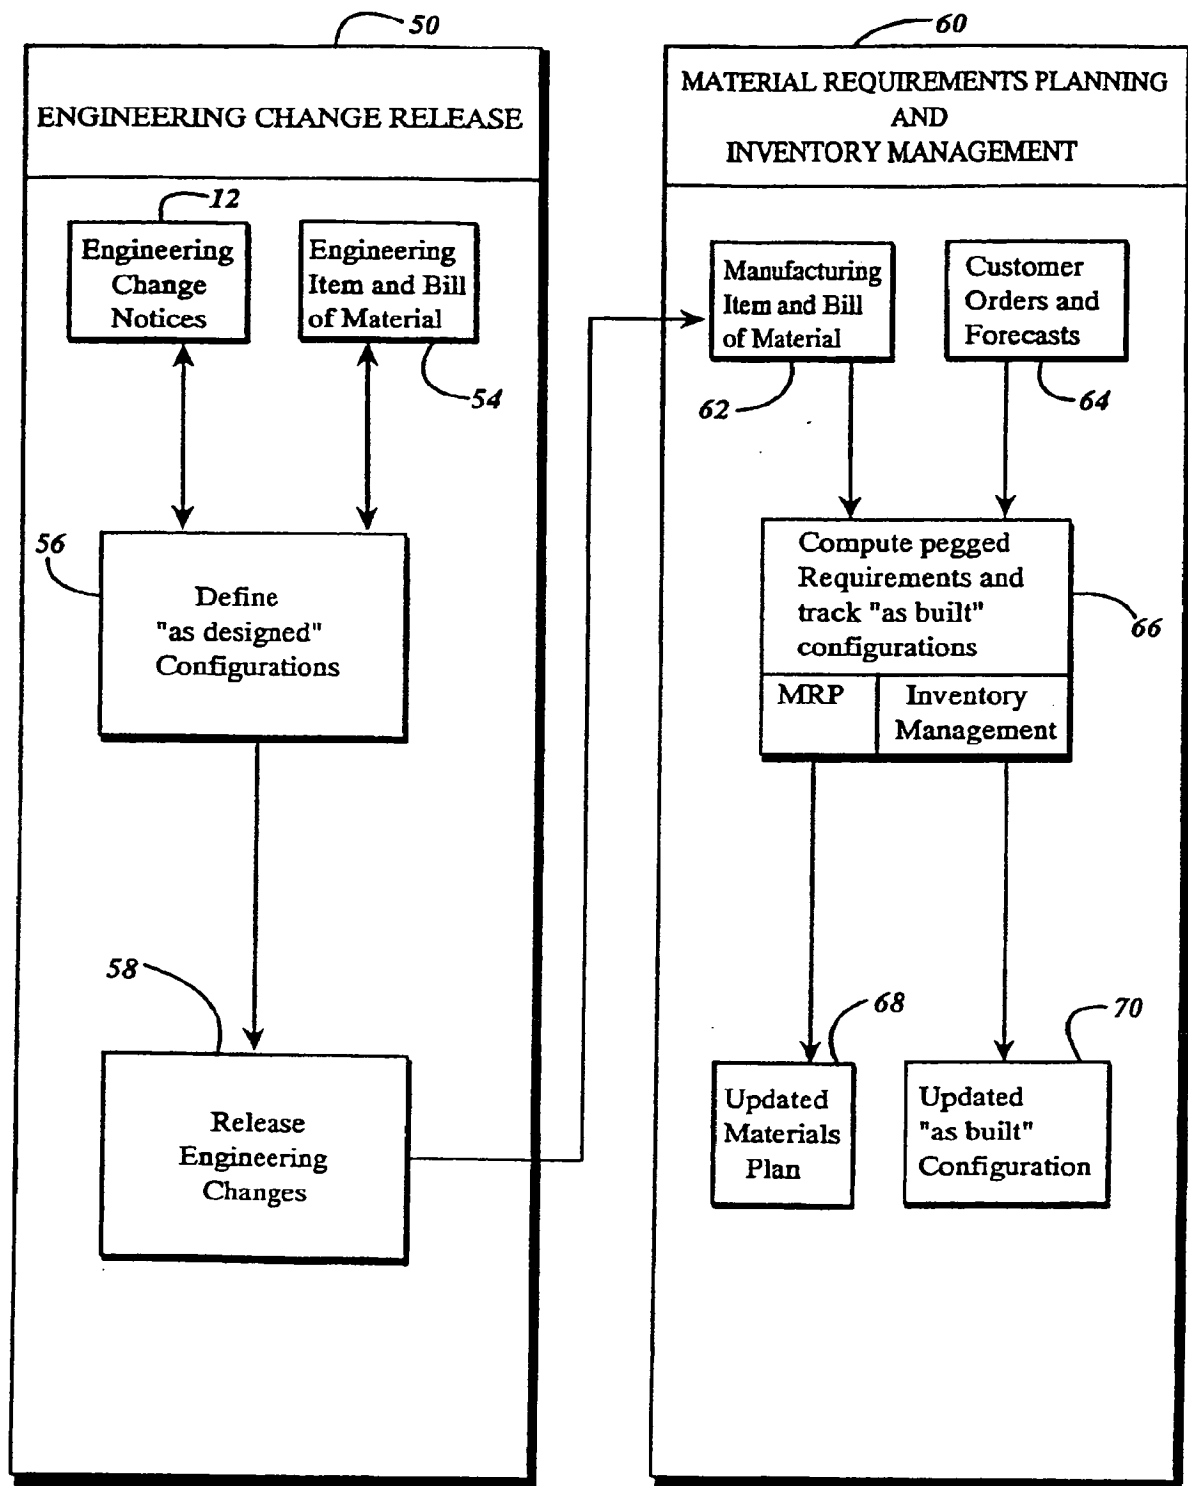 50
ENGINEERING CHANGE RELEASE
12
Engineering
Change
Notices
Engineering
Item and Bill
of Material
54
56
Define
"as designed"
Configurations
58
Release
Engineering
Changes
60
MATERIAL REQUIREMENTS PLANNING
AND
INVENTORY MANAGEMENT
Manufacturing
Item and Bill
of Material
62
Customer
Orders and
Forecasts
64
Compute pegged
Requirements and
track "as built"
configurations
66
MRP
Inventory
Management
68
Updated
Materials
Plan
70
Updated
"as built"
Configuration